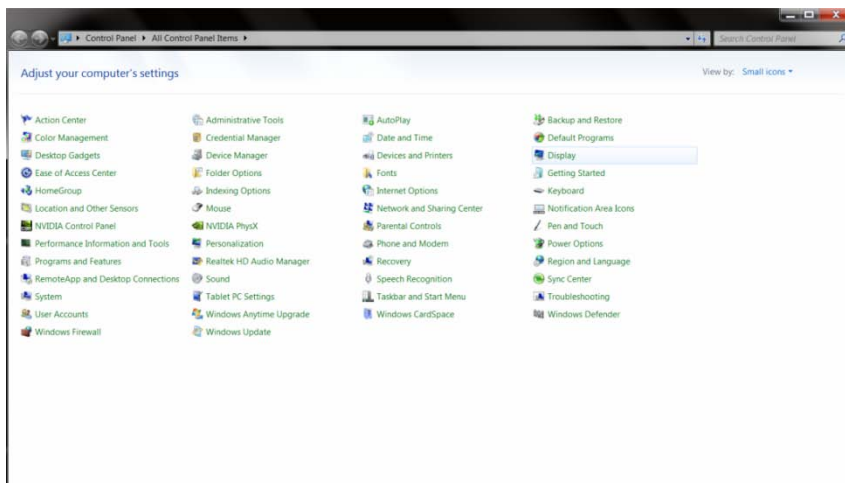 Control Panel ▸ All Control Panel Items ▸ Search Control Panel
Adjust your computer's settings View by: Small icons
Action Center Administrative Tools AutoPlay Backup and Restore
Color Management Credential Manager Date and Time Default Programs
Desktop Gadgets Device Manager Devices and Printers Display
Ease of Access Center Folder Options Fonts Getting Started
HomeGroup Indexing Options Internet Options Keyboard
Location and Other Sensors Mouse Network and Sharing Center Notification Area Icons
NVIDIA Control Panel NVIDIA PhysX Parental Controls Pen and Touch
Performance Information and Tools Personalization Phone and Modem Power Options
Programs and Features Realtek HD Audio Manager Recovery Region and Language
RemoteApp and Desktop Connections Sound Speech Recognition Sync Center
System Tablet PC Settings Taskbar and Start Menu Troubleshooting
User Accounts Windows Anytime Upgrade Windows CardSpace Windows Defender
Windows Firewall Windows Update